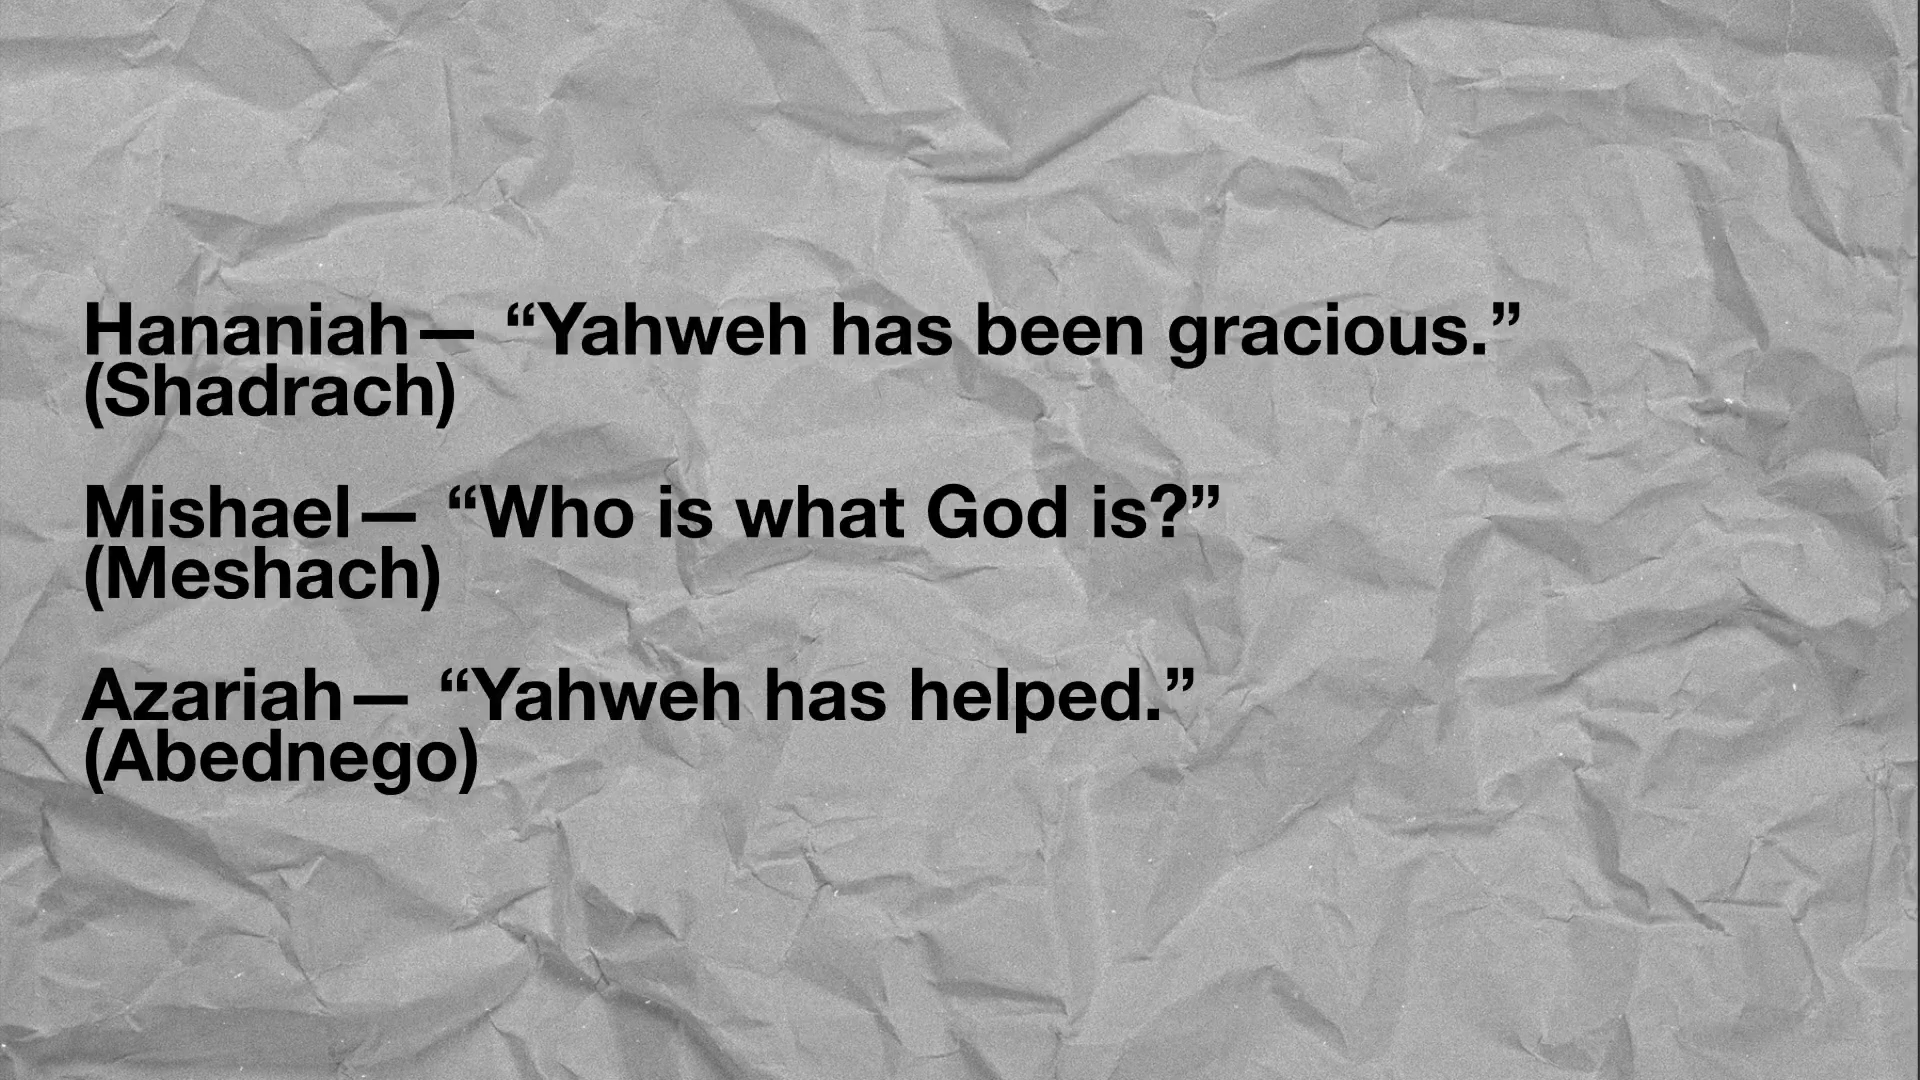 Hananiah— “Yahweh has been gracious.”
(Shadrach)
Mishael— “Who is what God is?”
(Meshach)
Azariah— “Yahweh has helped.”
(Abednego)